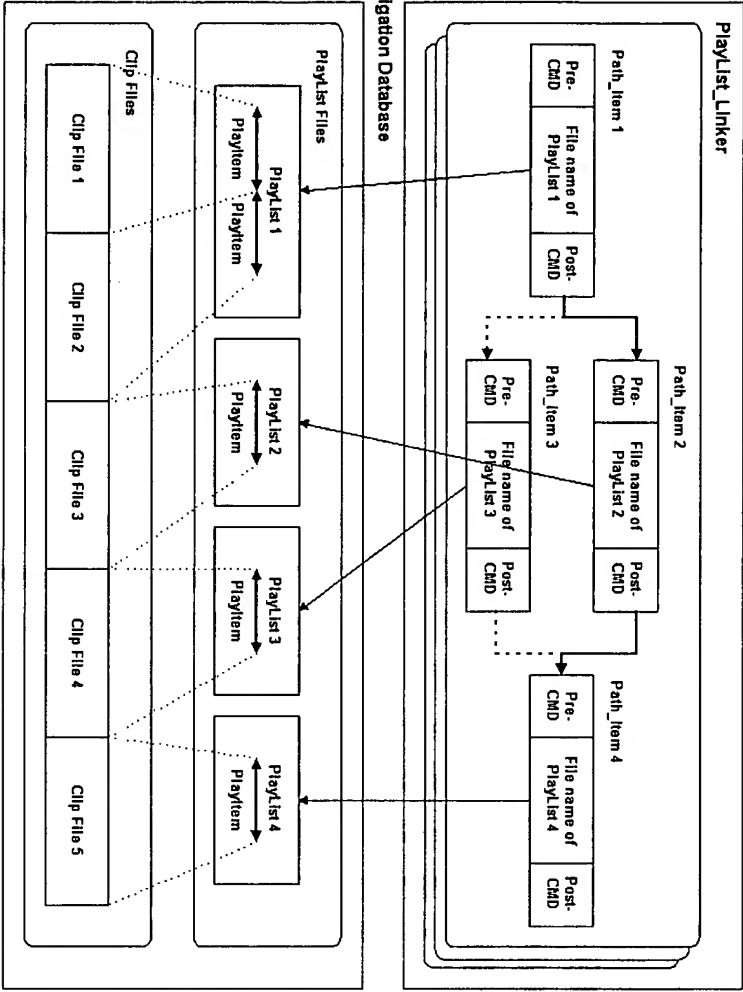 PlayList_Linker
Path_Item 1
Pre-
CMD
File name of
PlayList 1
Post-
CMD
Path_Item 2
Pre-
CMD
File name of
PlayList 2
Post-
CMD
Path_Item 3
Pre-
CMD
File name of
PlayList 3
Post-
CMD
Path_Item 4
Pre-
CMD
File name of
PlayList 4
Post-
CMD
igation Database
PlayList Files
PlayList 1
PlayItem
PlayItem
PlayList 2
PlayItem
PlayList 3
PlayItem
PlayList 4
PlayItem
Clip Files
Clip File 1
Clip File 2
Clip File 3
Clip File 4
Clip File 5